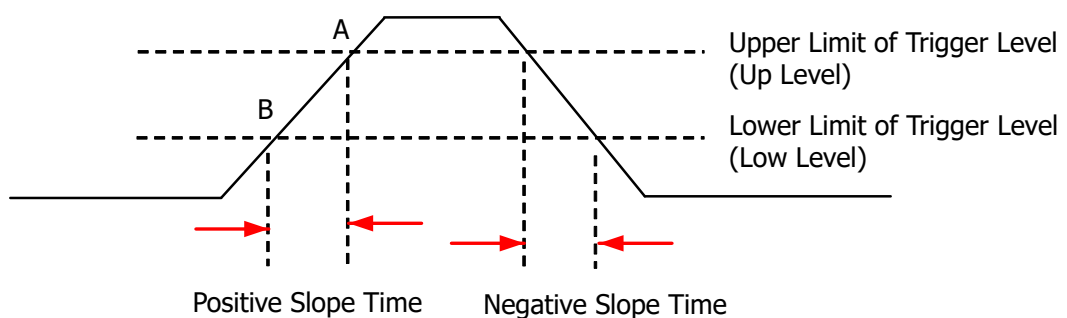 A
Upper Limit of Trigger Level
(Up Level)
B
Lower Limit of Trigger Level
(Low Level)
Positive Slope Time
Negative Slope Time